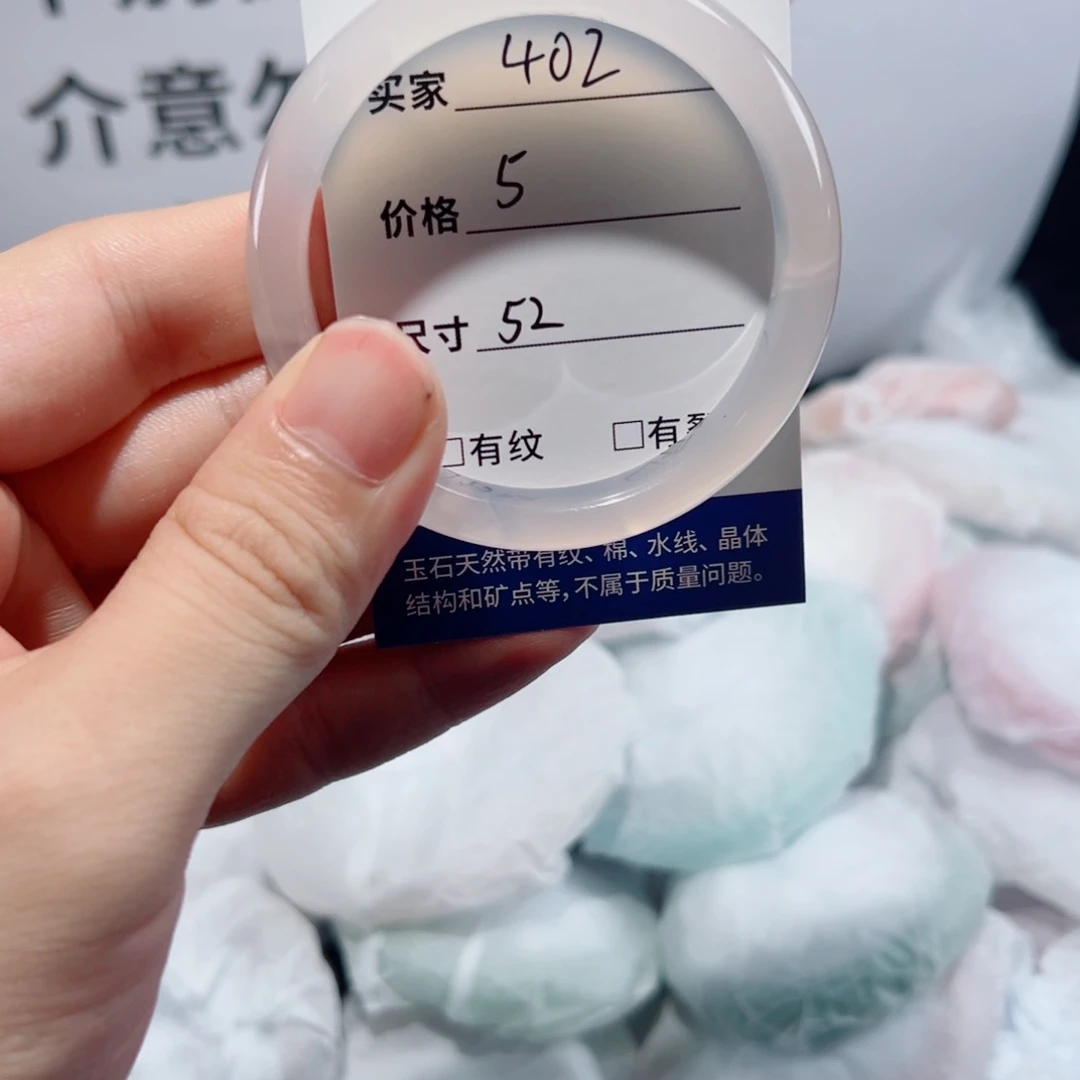 介意
买家 402
价格 5
尺寸 52
□有纹 □有
玉石天然带有纹、棉、水线、晶体
结构和矿点等，不属于质量问题。